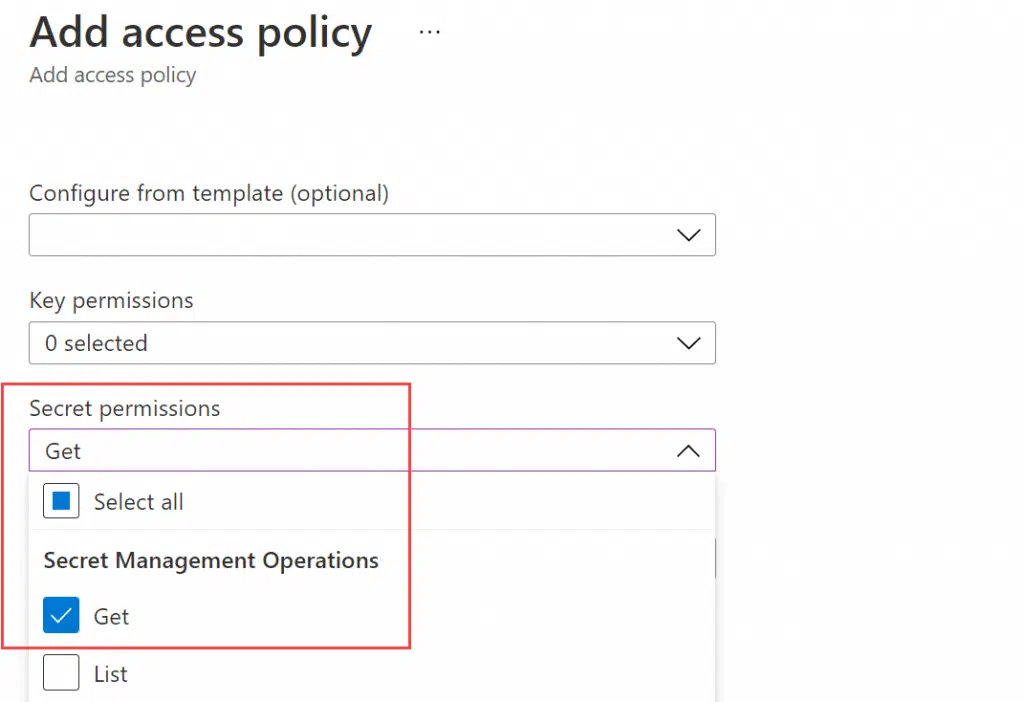 Add access policy ...
Add access policy
Configure from template (optional)
Key permissions
0 selected
Secret permissions
Get
Select all
Secret Management Operations
Get
List